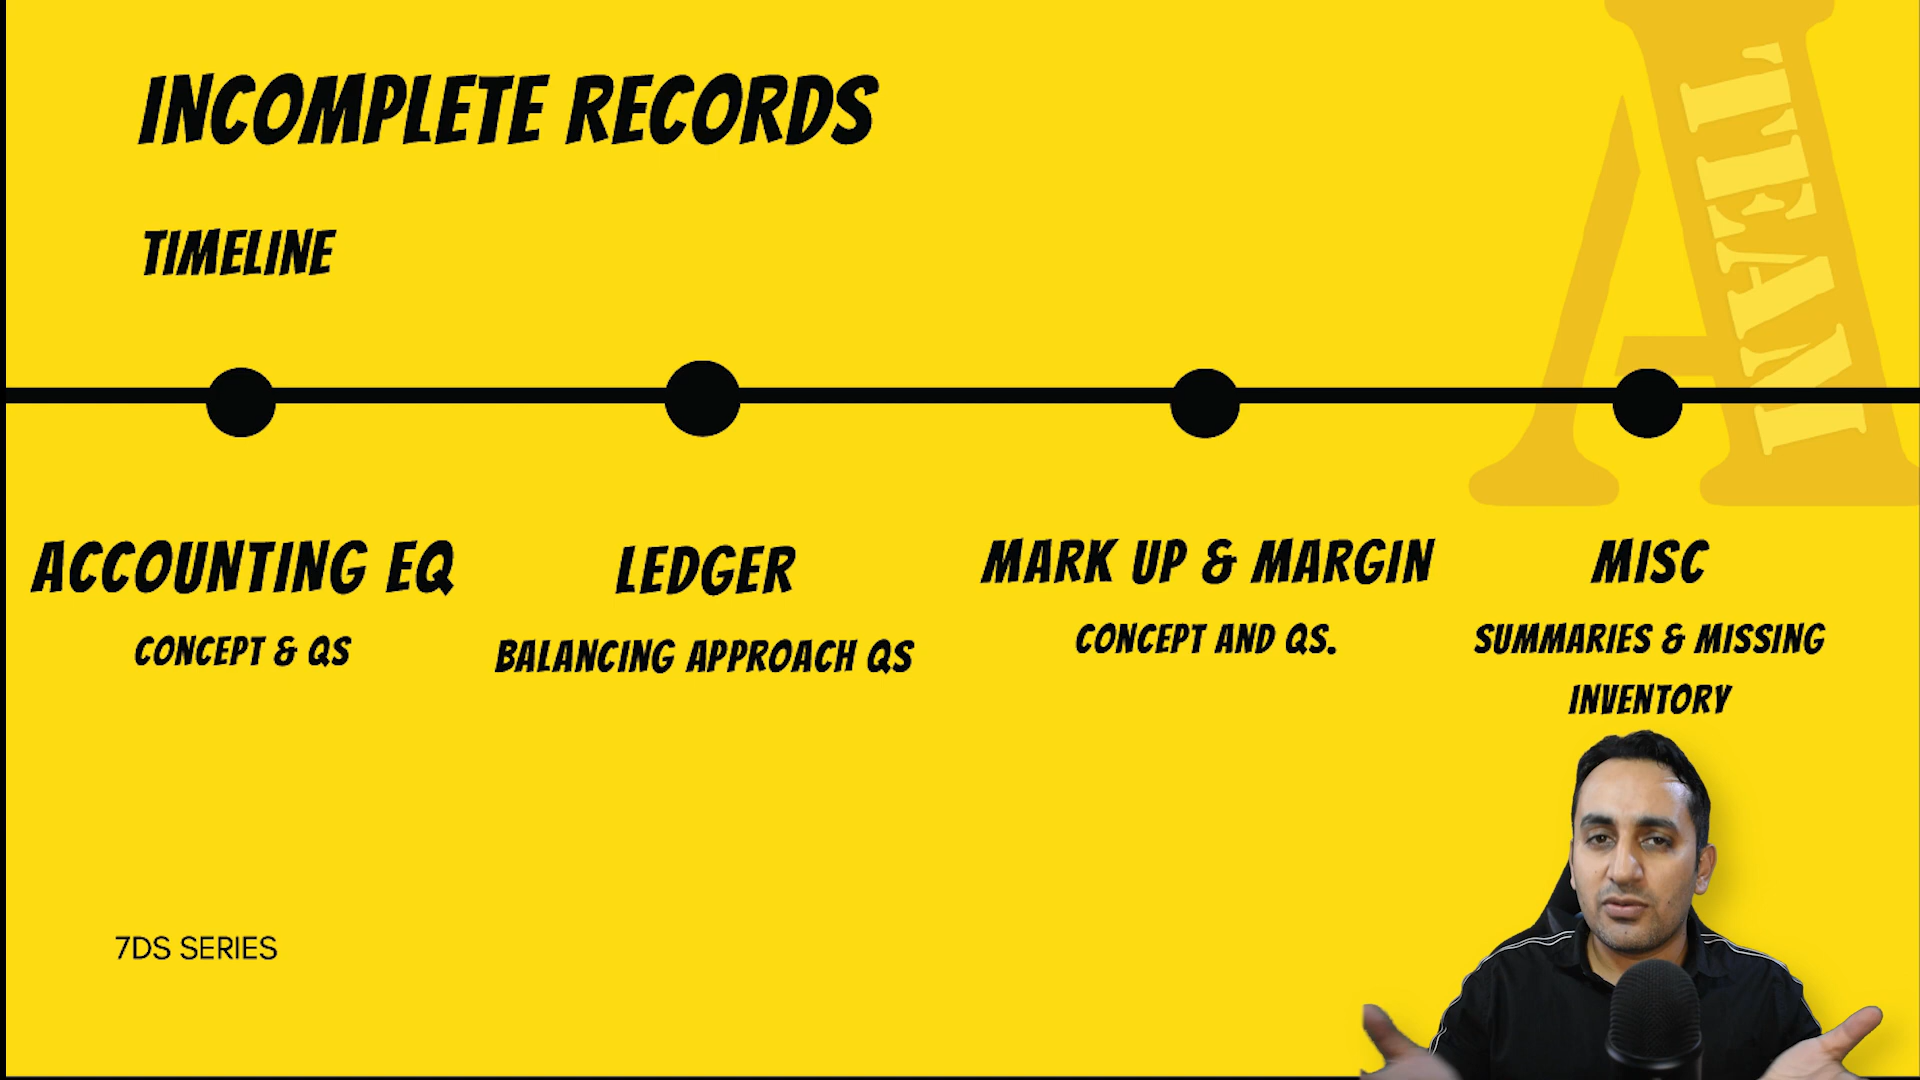 INCOMPLETE RECORDS
TIMELINE
ACCOUNTING EQ
CONCEPT & QS
LEDGER
BALANCING APPROACH QS
MARK UP & MARGIN
CONCEPT AND QS.
MISC
SUMMARIES & MISSING
INVENTORY
7DS SERIES
A TEAM